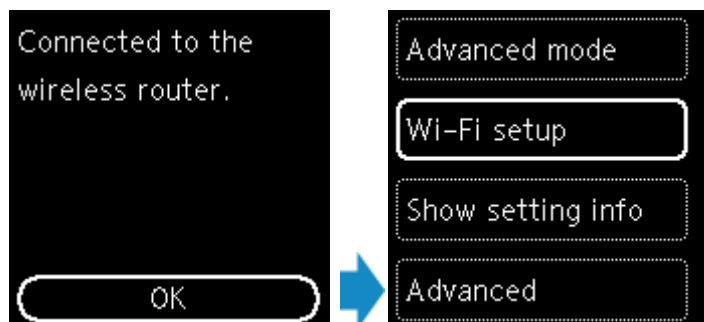 Connected to the
wireless router.
OK
Advanced mode
Wi-Fi setup
Show setting info
Advanced